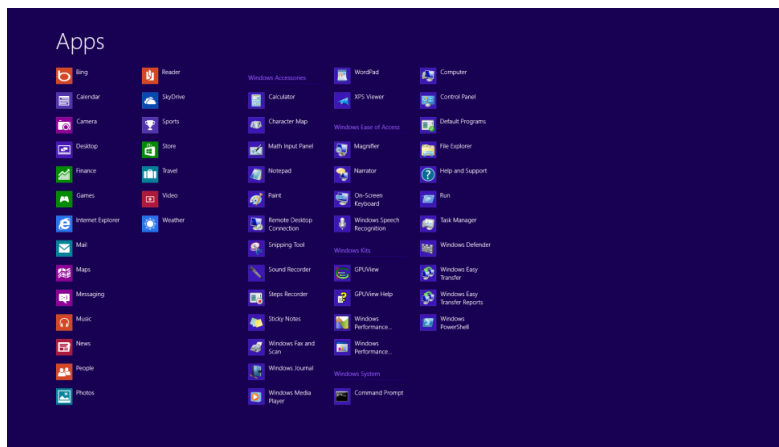 Apps
Bing
Calendar
Camera
Desktop
Finance
Games
Internet Explorer
Mail
Maps
Messaging
Music
News
People
Photos
Reader
SkyDrive
Sports
Store
Travel
Video
Weather
Windows Accessories
Calculator
Character Map
Math Input Panel
Notepad
Paint
Remote Desktop
Connection
Snipping Tool
Sound Recorder
Steps Recorder
Sticky Notes
Windows Fax and
Scan
Windows Journal
Windows Media
Player
WordPad
XPS Viewer
Windows Ease of Access
Magnifier
Narrator
On-Screen
Keyboard
Windows Speech
Recognition
Windows Kits
GPUView
GPUView Help
Windows
Performance...
Windows
Performance...
Windows System
Command Prompt
Computer
Control Panel
Default Programs
File Explorer
Help and Support
Run
Task Manager
Windows Defender
Windows Easy
Transfer
Windows Easy
Transfer Reports
Windows
PowerShell